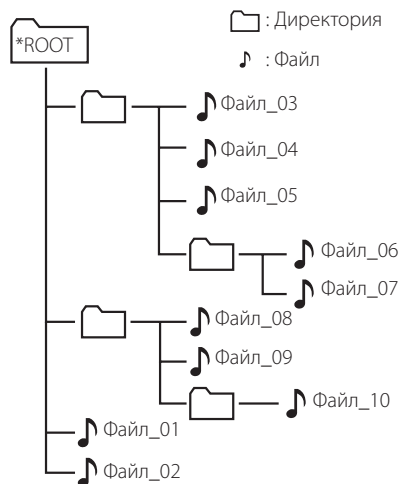 : Директория
*ROOT
: Файл
Файл_03
Файл_04
Файл_05
Файл_06
Файл_07
Файл_08
Файл_09
Файл_10
Файл_01
Файл_02